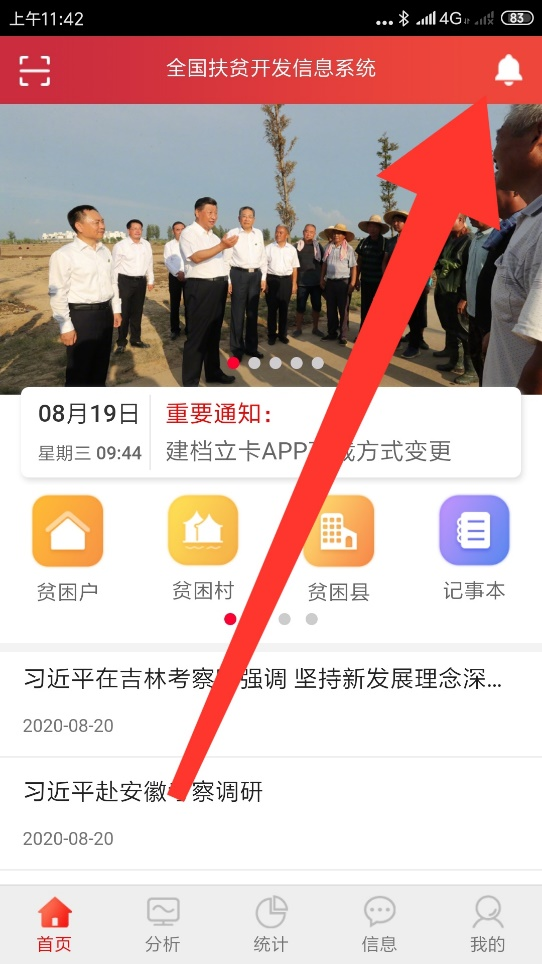 上午11:42
4G
83
全国扶贫开发信息系统
08月19日
重要通知：
星期三 09:44
建档立卡APP下载方式变更
贫困户
贫困村
贫困县
记事本
习近平在吉林考察 强调 坚持新发展理念深...
2020-08-20
习近平赴安徽考察调研
2020-08-20
首页
分析
统计
信息
我的